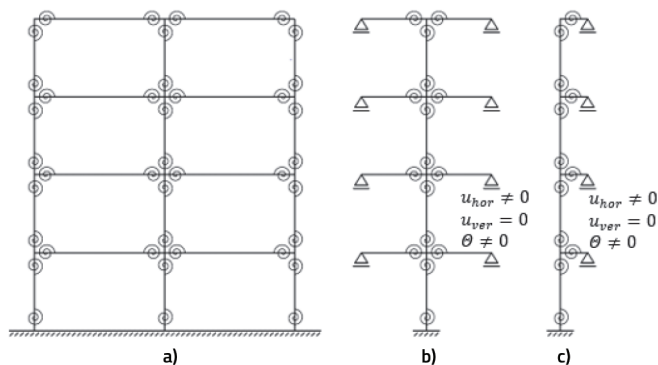 u_hor ≠ 0
u_ver = 0
Θ ≠ 0
u_hor ≠ 0
u_ver = 0
Θ ≠ 0
a)
b)
c)